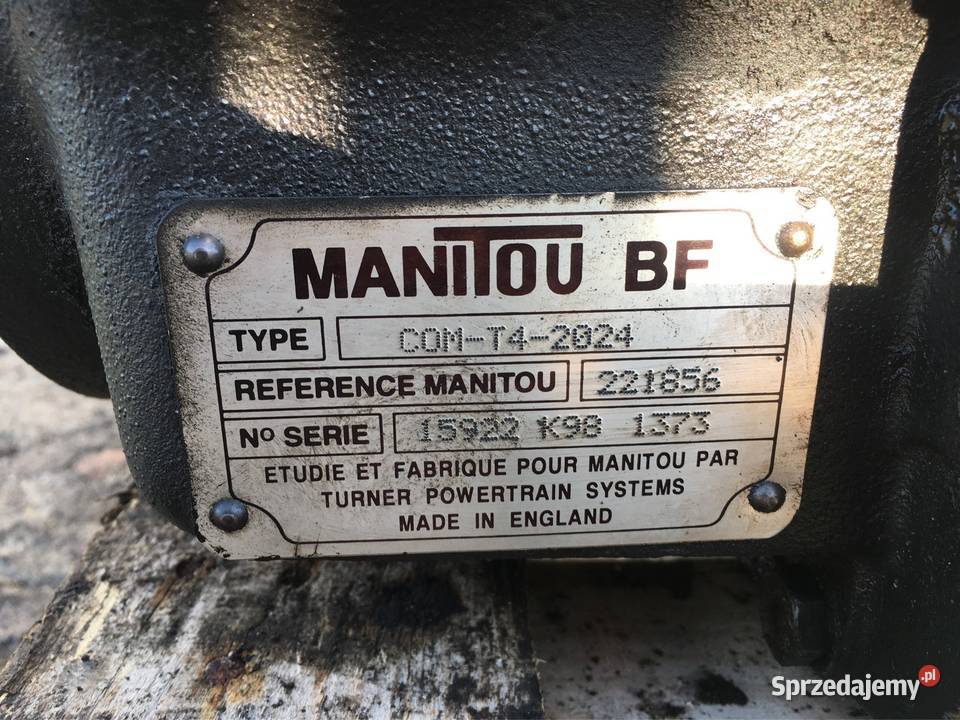 MANITOU BF
TYPE COM-T4-2024
REFERENCE MANITOU 221856
Nº SERIE 15922 K98 1373
ETUDIE ET FABRIQUE POUR MANITOU PAR
TURNER POWERTRAIN SYSTEMS
MADE IN ENGLAND
Sprzedajemy.pl